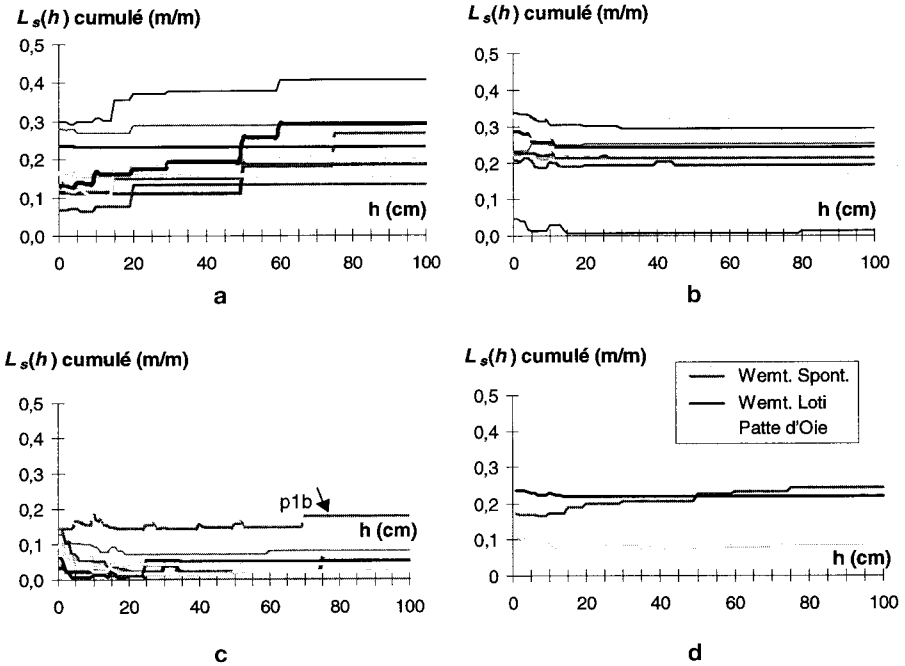 L s(h) cumulé (m/m)
0,5
0,4
0,3
0,2
0,1
0,0
h (cm)
0 20 40 60 80 100
a
L s(h) cumulé (m/m)
0,5
0,4
0,3
0,2
0,1
0,0
h (cm)
0 20 40 60 80 100
b
L s(h) cumulé (m/m)
0,5
0,4
0,3
0,2
0,1
0,0
p1b
h (cm)
0 20 40 60 80 100
c
L s(h) cumulé (m/m)
0,5
0,4
0,3
0,2
0,1
0
Wemt. Spont.
Wemt. Loti
Patte d'Oie
h (cm)
0 20 40 60 80 100
d